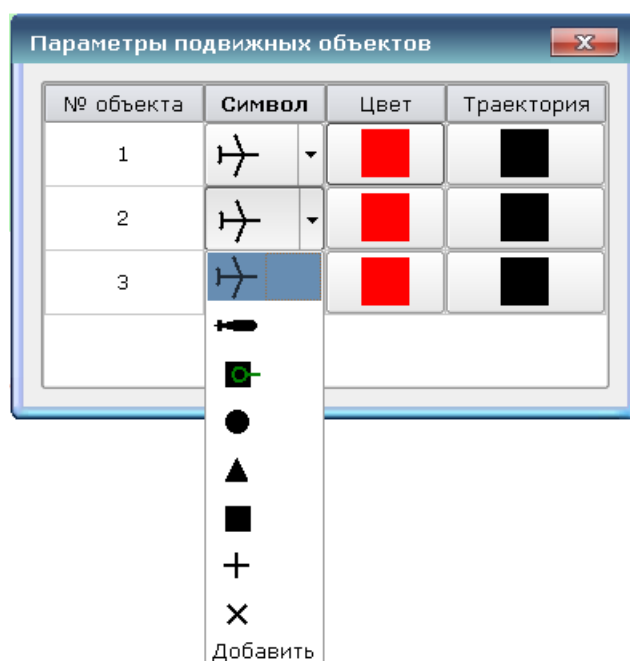 Параметры подвижных объектов
№ объекта Символ Цвет Траектория
1
2
3
Добавить